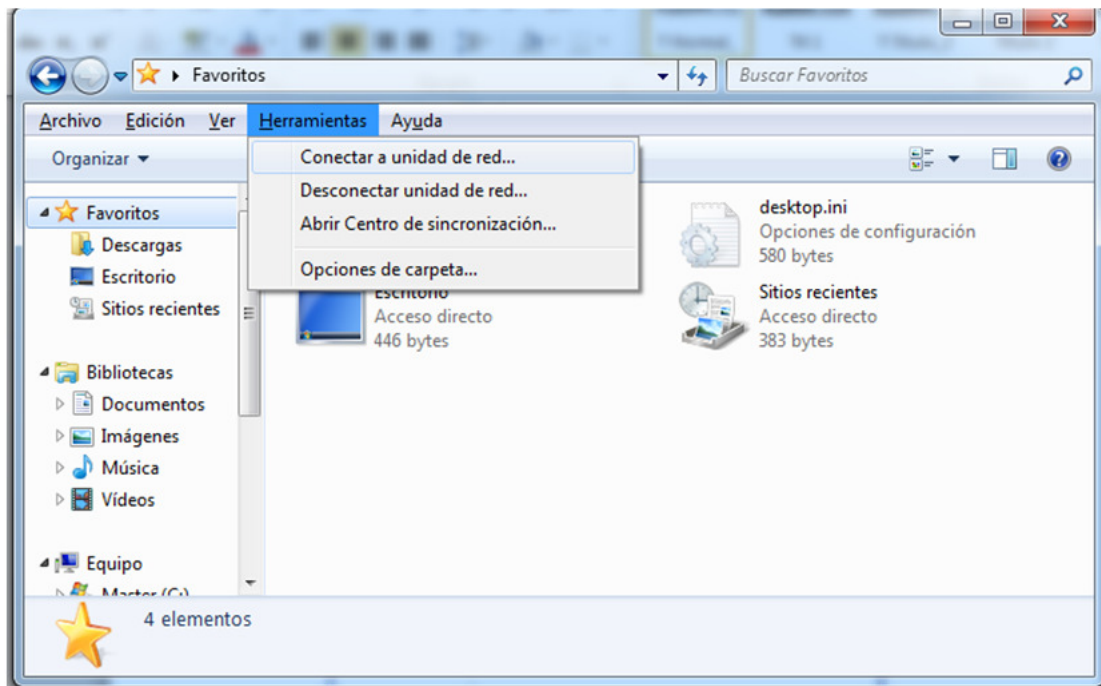 Favoritos
Buscar Favoritos
Archivo Edición Ver Herramientas Ayuda
Organizar
Conectar a unidad de red...
Desconectar unidad de red...
Abrir Centro de sincronización...
Opciones de carpeta...
Favoritos
Descargas
Escritorio
Sitios recientes
Bibliotecas
Documentos
Imágenes
Música
Vídeos
Equipo
Master (C:)
desktop.ini
Opciones de configuración
580 bytes
Escritorio
Acceso directo
446 bytes
Sitios recientes
Acceso directo
383 bytes
4 elementos